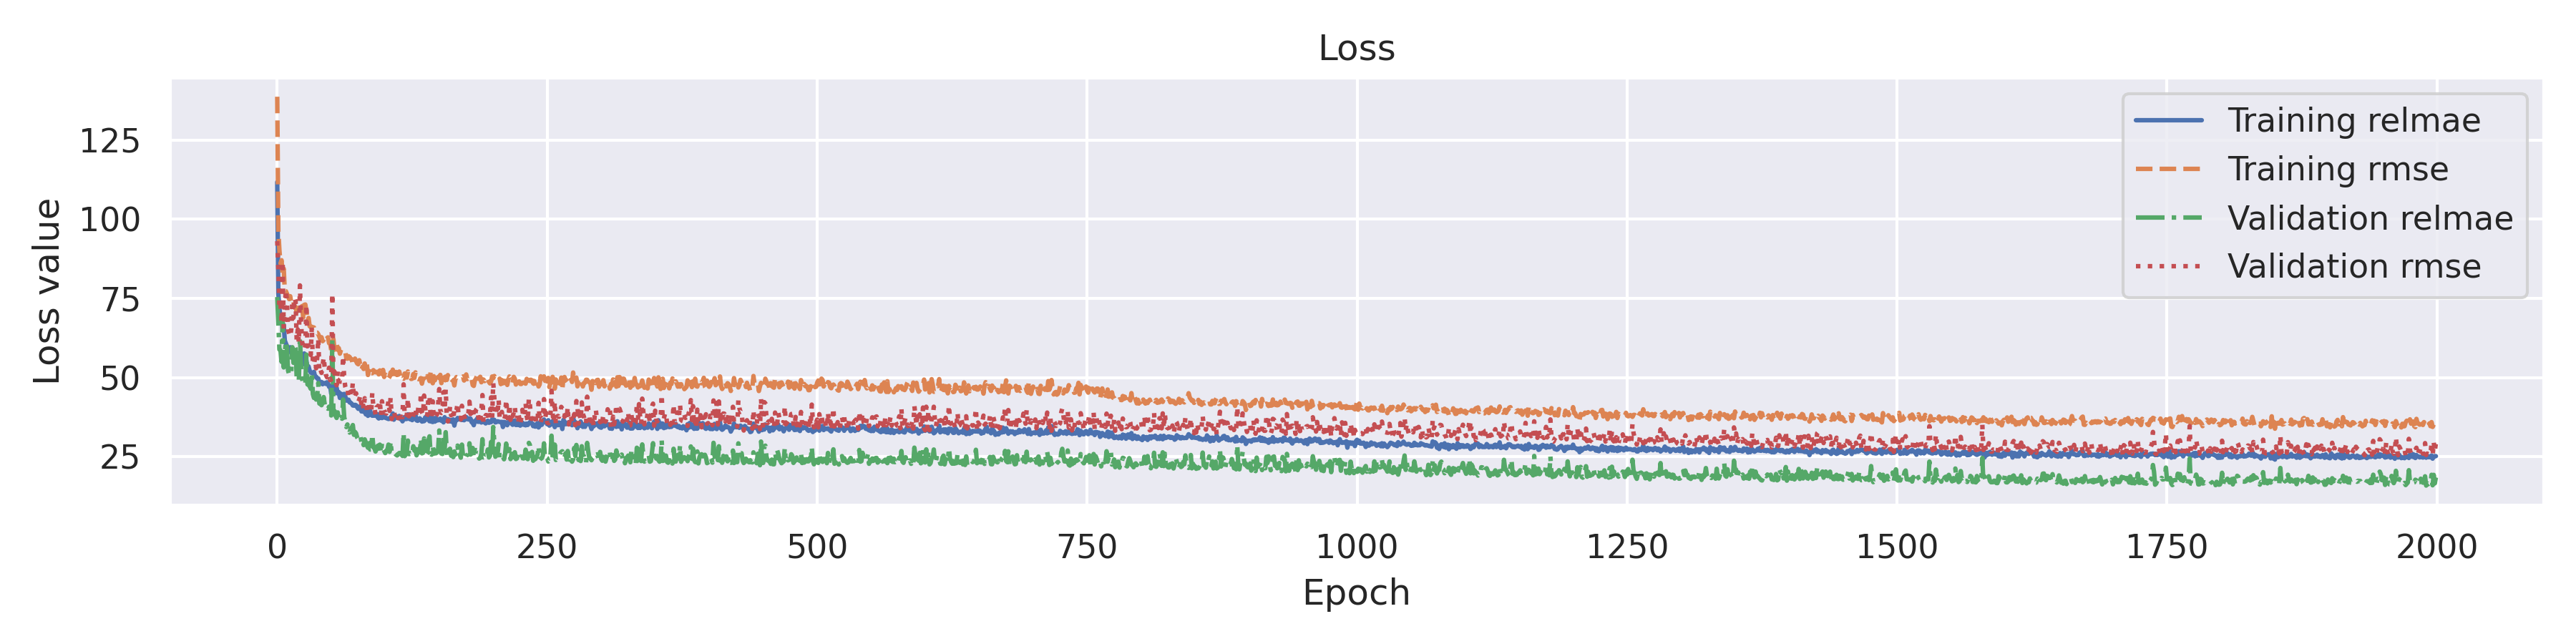 Loss
Loss value
125
100
75
50
25
Training relmae
Training rmse
Validation relmae
Validation rmse
0 250 500 750 1000 1250 1500 1750 2000
Epoch